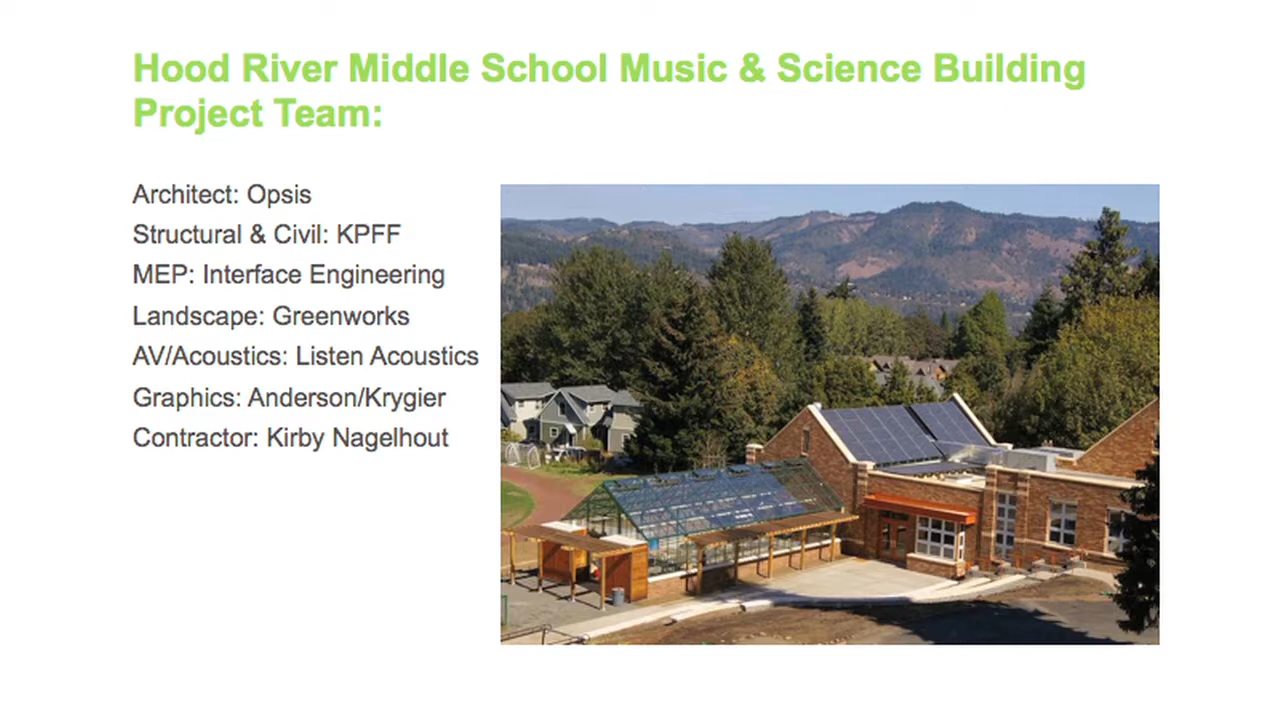 Hood River Middle School Music & Science Building
Project Team:
Architect: Opsis
Structural & Civil: KPFF
MEP: Interface Engineering
Landscape: Greenworks
AV/Acoustics: Listen Acoustics
Graphics: Anderson/Krygier
Contractor: Kirby Nagelhout